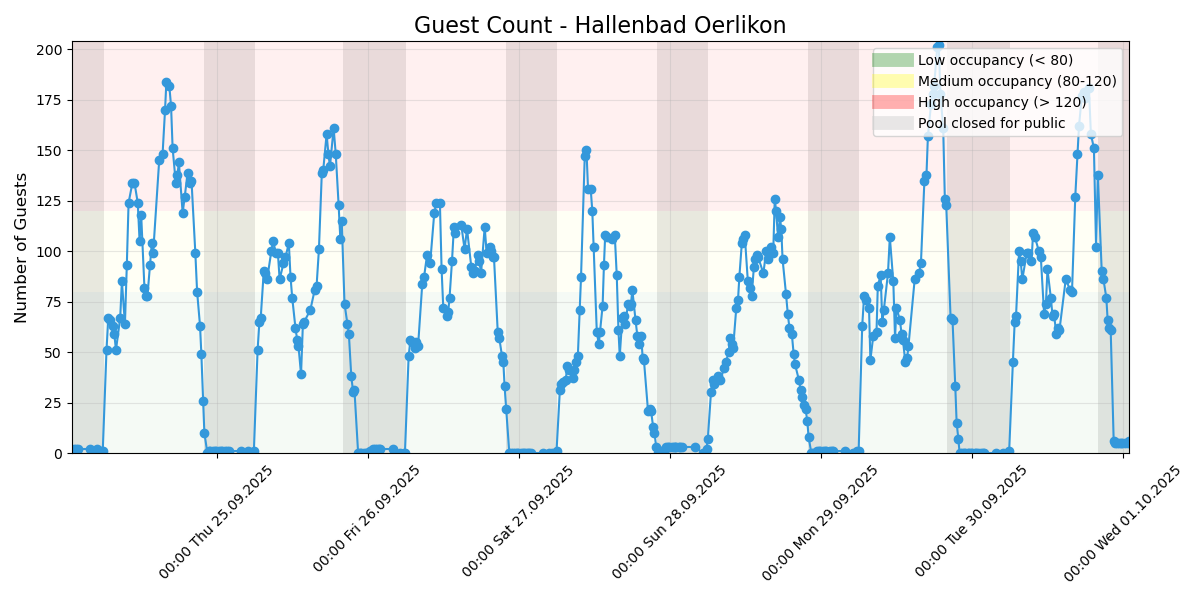 Guest Count - Hallenbad Oerlikon
Number of Guests
200
175
150
125
100
75
50
25
0
Low occupancy (< 80)
Medium occupancy (80-120)
High occupancy (> 120)
Pool closed for public
00:00 Thu 25.09.2025
00:00 Fri 26.09.2025
00:00 Sat 27.09.2025
00:00 Sun 28.09.2025
00:00 Mon 29.09.2025
00:00 Tue 30.09.2025
00:00 Wed 01.10.2025